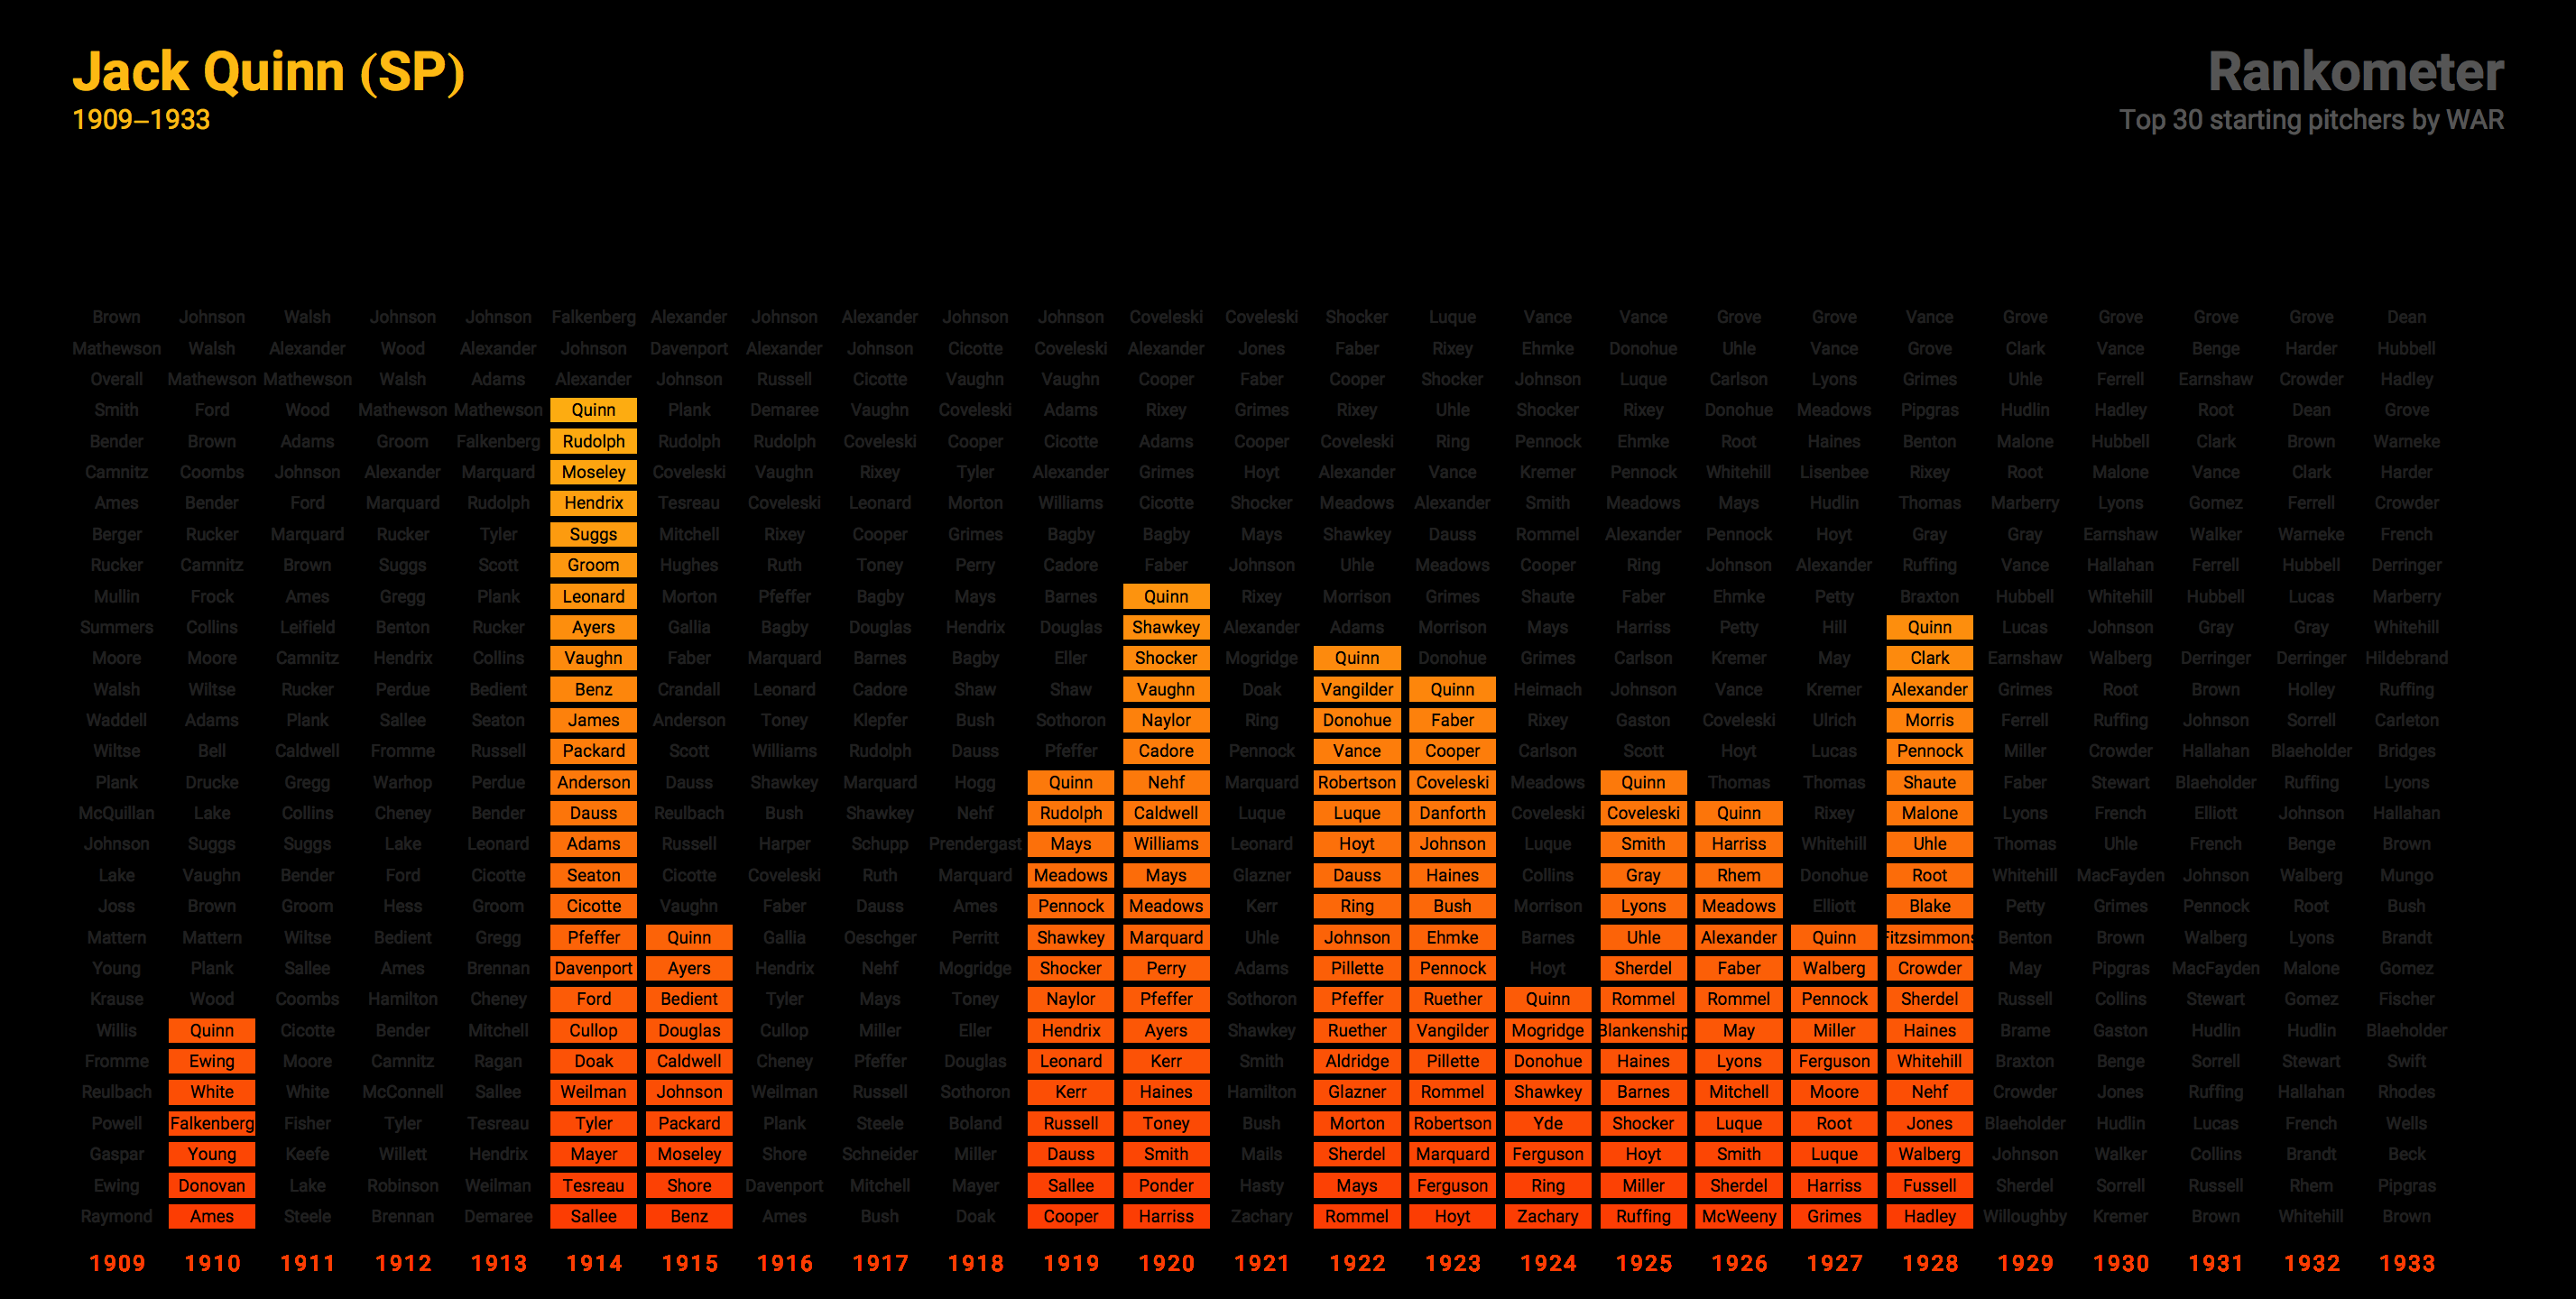 Jack Quinn (SP)
1909–1933
Rankometer
Top 30 starting pitchers by WAR
Brown Johnson Walsh Johnson Johnson Falkenberg Alexander Johnson Alexander Johnson Johnson Coveleski Coveleski Shocker Luque Vance Vance Grove Grove Vance Grove Grove Grove Grove Dean
Mathewson Walsh Alexander Wood Alexander Johnson Davenport Alexander Johnson Cicotte Coveleski Alexander Jones Faber Rixey Ehmke Donohue Uhle Vance Grove Clark Vance Benge Harder Hubbell
Overall Mathewson Mathewson Walsh Adams Alexander Johnson Russell Cicotte Vaughn Vaughn Cooper Faber Cooper Shocker Johnson Luque Carlson Lyons Grimes Uhle Ferrell Earnshaw Crowder Hadley
Smith Ford Wood Mathewson Mathewson Quinn Plank Demaree Vaughn Coveleski Adams Rixey Grimes Rixey Uhle Shocker Rixey Donohue Meadows Pipgras Hudlin Hadley Root Dean Grove
Bender Brown Adams Groom Falkenberg Rudolph Rudolph Rudolph Coveleski Cooper Cicotte Adams Cooper Coveleski Ring Pennock Ehmke Root Haines Benton Malone Hubbell Clark Brown Warneke
Camnitz Coombs Johnson Alexander Marquard Moseley Coveleski Vaughn Rixey Tyler Alexander Grimes Hoyt Alexander Vance Kremer Pennock Whitehill Lisenbee Rixey Root Malone Vance Clark Harder
Ames Bender Ford Marquard Rudolph Hendrix Tesreau Coveleski Leonard Morton Williams Cicotte Shocker Meadows Alexander Smith Meadows Mays Hudlin Thomas Marberry Lyons Gomez Ferrell Crowder
Berger Rucker Marquard Rucker Tyler Suggs Mitchell Rixey Cooper Grimes Bagby Bagby Mays Shawkey Dauss Rommel Alexander Pennock Hoyt Gray Gray Earnshaw Walker Warneke French
Rucker Camnitz Brown Suggs Scott Groom Hughes Ruth Toney Perry Cadore Faber Johnson Uhle Meadows Cooper Ring Johnson Alexander Ruffing Vance Hallahan Ferrell Hubbell Derringer
Mullin Frock Ames Gregg Plank Leonard Morton Pfeffer Bagby Mays Barnes Quinn Rixey Morrison Grimes Shaute Faber Ehmke Petty Braxton Hubbell Whitehill Hubbell Lucas Marberry
Summers Collins Leifield Benton Rucker Ayers Gallia Bagby Douglas Hendrix Douglas Shawkey Alexander Adams Morrison Mays Harriss Petty Hill Quinn Lucas Johnson Gray Gray Whitehill
Moore Moore Camnitz Hendrix Collins Vaughn Faber Marquard Barnes Bagby Eller Shocker Mogridge Quinn Donohue Grimes Carlson Kremer May Clark Earnshaw Walberg Derringer Derringer Hildebrand
Walsh Wiltse Rucker Perdue Bedient Benz Crandall Leonard Cadore Shaw Shaw Vaughn Doak Vangilder Quinn Heimach Johnson Vance Kremer Alexander Grimes Root Brown Holley Ruffing
Waddell Adams Plank Sallee Seaton James Anderson Toney Klepfer Bush Sothoron Naylor Ring Donohue Faber Rixey Gaston Coveleski Ulrich Morris Ferrell Ruffing Johnson Sorrell Carleton
Wiltse Bell Caldwell Fromme Russell Packard Scott Williams Rudolph Dauss Pfeffer Cadore Pennock Vance Cooper Carlson Scott Hoyt Lucas Pennock Miller Crowder Hallahan Blaeholder Bridges
Plank Drucke Gregg Warhop Perdue Anderson Dauss Shawkey Marquard Hogg Quinn Nehf Marquard Robertson Coveleski Meadows Quinn Thomas Thomas Shaute Faber Stewart Blaeholder Ruffing Lyons
McQuillan Lake Collins Cheney Bender Dauss Reulbach Bush Shawkey Nehf Rudolph Caldwell Luque Luque Danforth Coveleski Coveleski Quinn Rixey Malone Lyons French Elliott Johnson Hallahan
Johnson Suggs Suggs Lake Leonard Adams Russell Harper Schupp Prendergast Mays Williams Leonard Hoyt Johnson Luque Smith Harriss Whitehill Uhle Thomas Uhle French Benge Brown
Lake Vaughn Bender Ford Cicotte Seaton Cicotte Coveleski Ruth Marquard Meadows Mays Glazner Dauss Haines Collins Gray Rhem Donohue Root Whitehill MacFayden Johnson Walberg Mungo
Joss Brown Groom Hess Groom Cicotte Vaughn Faber Dauss Ames Pennock Meadows Kerr Ring Bush Morrison Lyons Meadows Elliott Blake Petty Grimes Pennock Root Bush
Mattern Mattern Wiltse Bedient Gregg Pfeffer Quinn Gallia Oeschger Perritt Shawkey Marquard Uhle Johnson Ehmke Barnes Uhle Alexander Quinn Fitzsimmons Benton Brown Walberg Lyons Brandt
Young Plank Sallee Ames Brennan Davenport Ayers Hendrix Nehf Mogridge Shocker Perry Adams Pillette Pennock Hoyt Sherdel Faber Walberg Crowder May Pipgras MacFayden Malone Gomez
Krause Wood Coombs Hamilton Cheney Ford Bedient Tyler Mays Toney Naylor Pfeffer Sothoron Pfeffer Ruether Quinn Rommel Rommel Pennock Sherdel Russell Collins Stewart Gomez Fischer
Willis Quinn Cicotte Bender Mitchell Cullop Douglas Cullop Miller Eller Hendrix Ayers Shawkey Ruether Vangilder Mogridge Blankenship May Miller Haines Brame Gaston Hudlin Hudlin Blaeholder
Fromme Ewing Moore Camnitz Ragan Doak Caldwell Cheney Pfeffer Douglas Leonard Kerr Smith Aldridge Pillette Donohue Haines Lyons Ferguson Whitehill Braxton Benge Sorrell Stewart Swift
Reulbach White White McConnell Sallee Weilman Johnson Weilman Russell Sothoron Kerr Haines Hamilton Glazner Rommel Shawkey Barnes Mitchell Moore Nehf Crowder Jones Ruffing Hallahan Rhodes
Powell Falkenberg Fisher Tyler Tesreau Tyler Packard Plank Steele Boland Russell Toney Bush Morton Robertson Yde Shocker Luque Root Jones Blaeholder Hudlin Lucas French Wells
Gaspar Young Keefe Willett Hendrix Mayer Moseley Shore Schneider Miller Dauss Smith Mails Sherdel Marquard Ferguson Hoyt Smith Luque Walberg Johnson Walker Collins Brandt Beck
Ewing Donovan Lake Robinson Weilman Tesreau Shore Davenport Mitchell Mayer Sallee Ponder Hasty Mays Ferguson Ring Miller Sherdel Harriss Fussell Sherdel Sorrell Russell Rhem Pipgras
Raymond Ames Steele Brennan Demaree Sallee Benz Ames Bush Doak Cooper Harriss Zachary Rommel Hoyt Zachary Ruffing McWeeny Grimes Hadley Willoughby Kremer Brown Whitehill Brown
1909 1910 1911 1912 1913 1914 1915 1916 1917 1918 1919 1920 1921 1922 1923 1924 1925 1926 1927 1928 1929 1930 1931 1932 1933